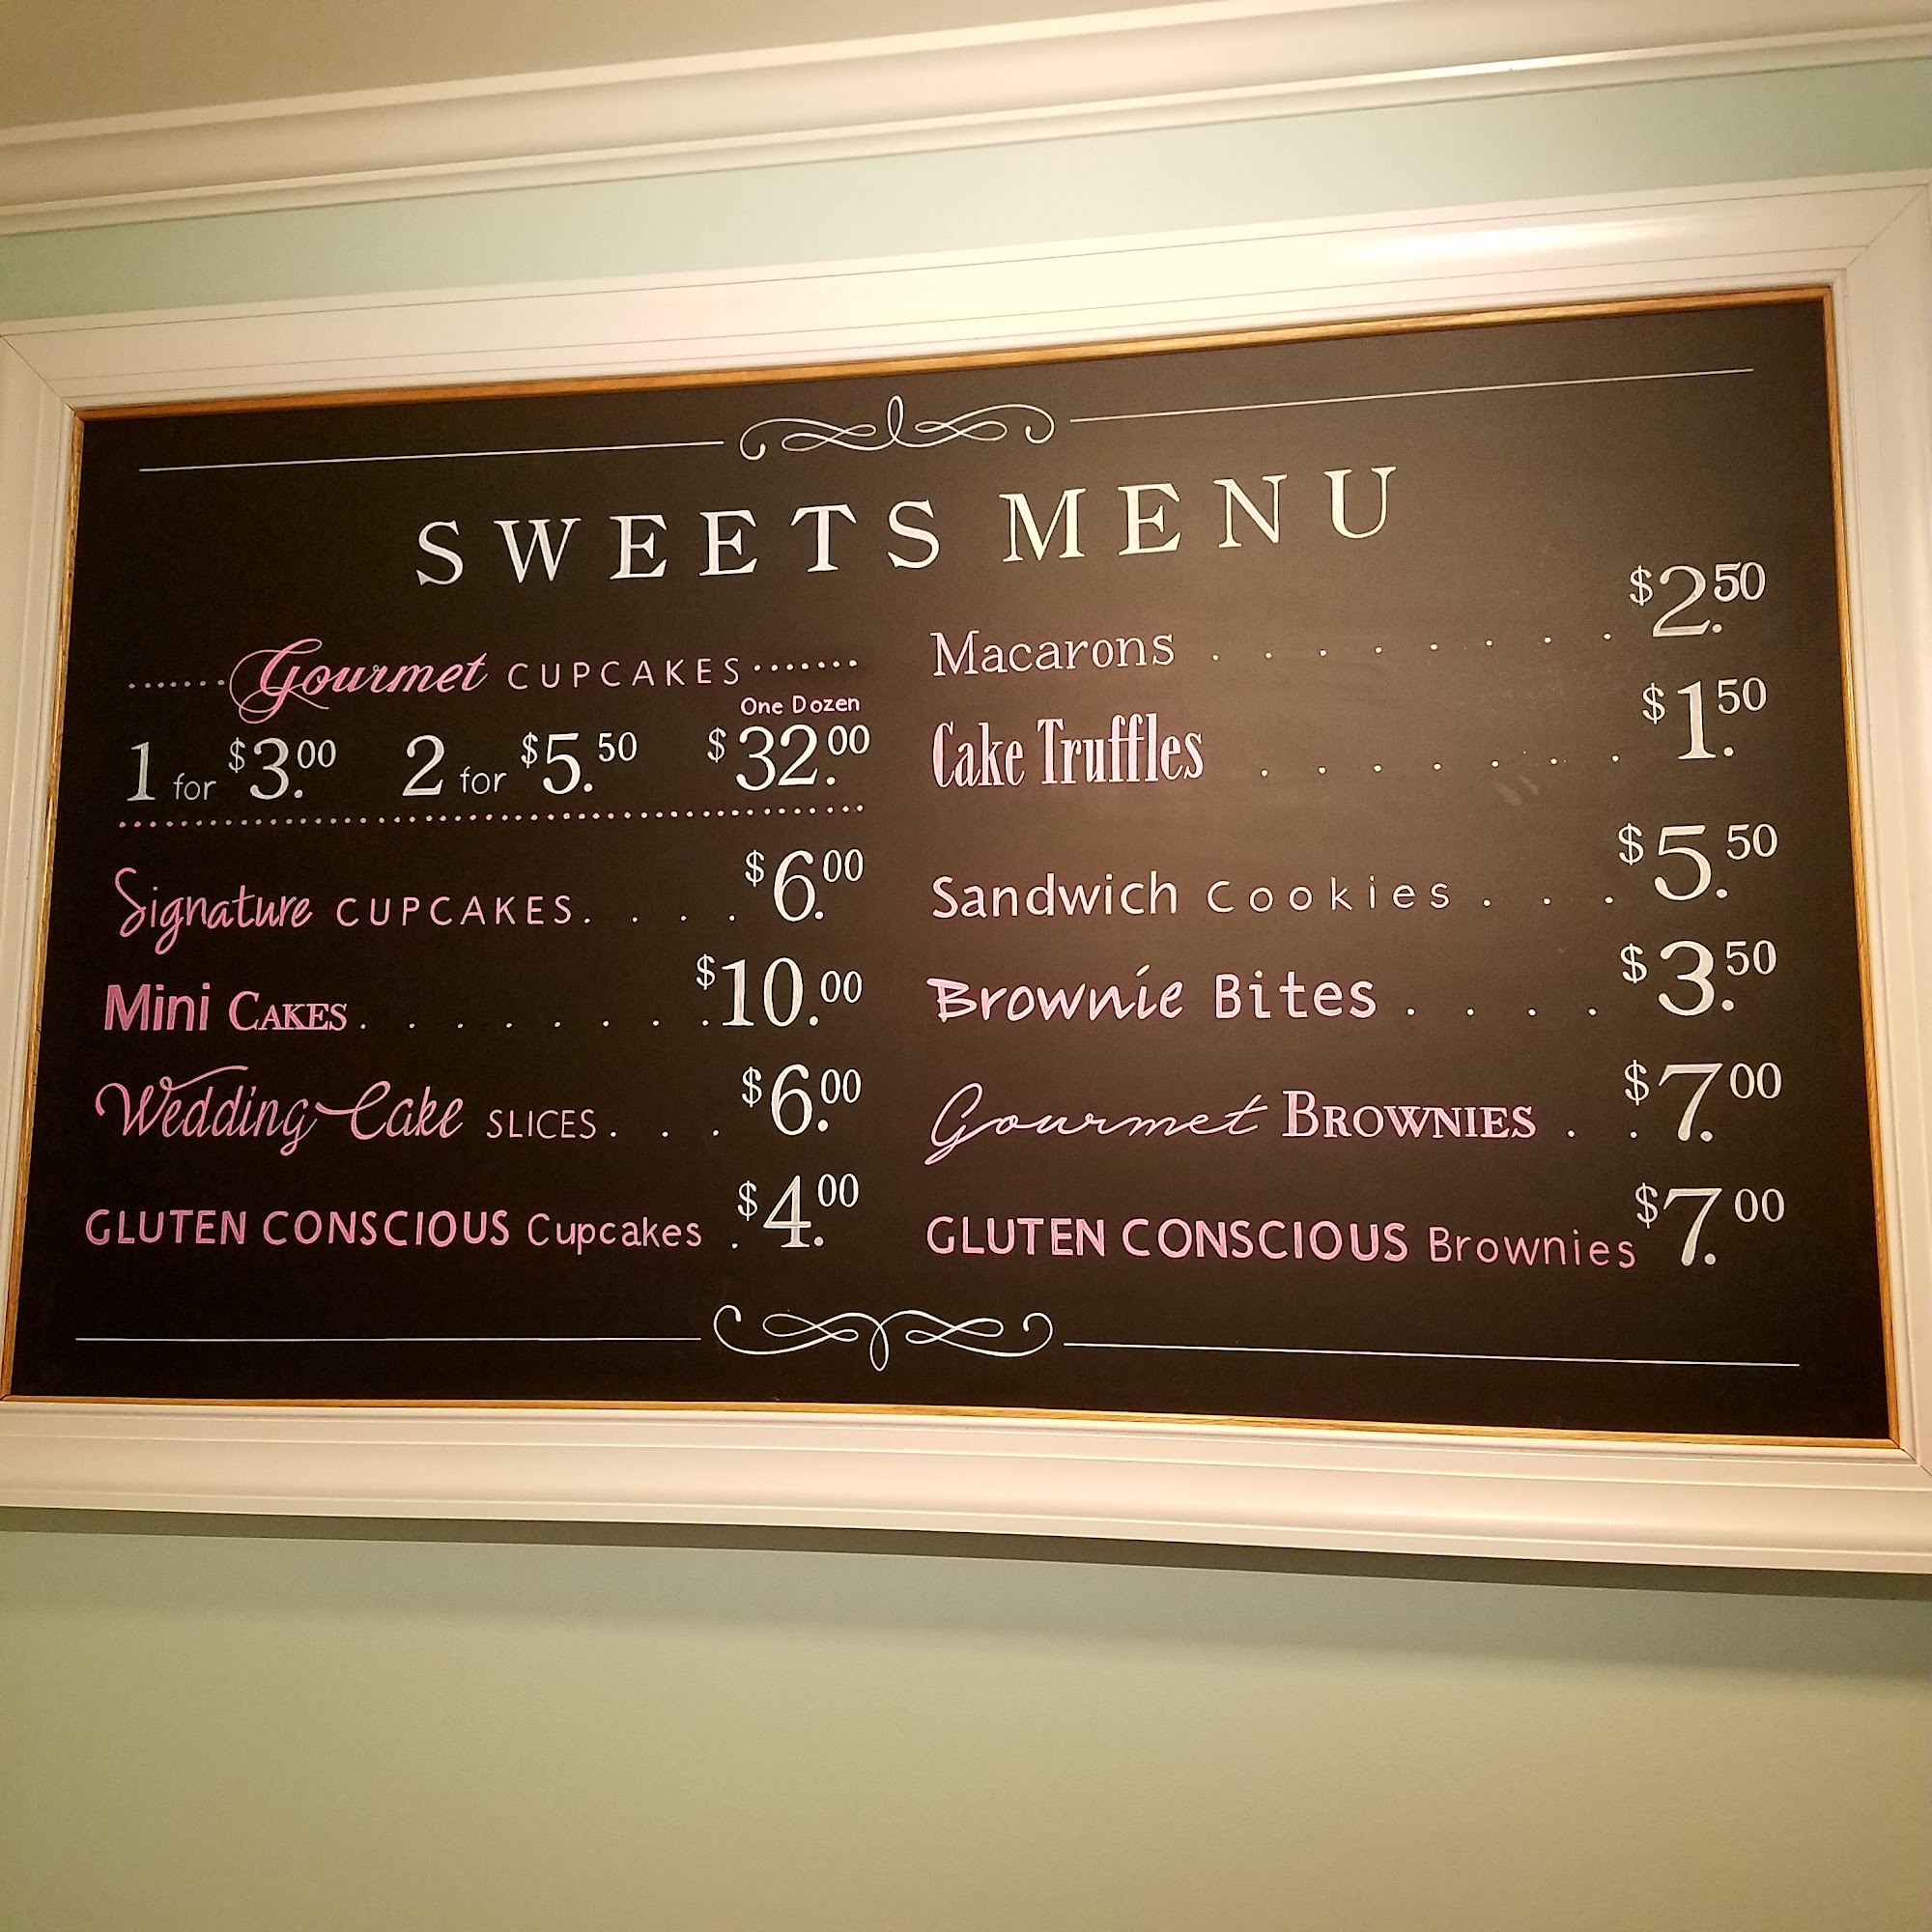 SWEETS MENU
Gourmet CUPCAKES
One Dozen
1 for $3.00 2 for $5.50 $32.00
Signature CUPCAKES. . . . $6.00
Mini CAKES. . . . . . . . $10.00
Wedding Cake SLICES. . . $6.00
GLUTEN CONSCIOUS Cupcakes . $4.00
Macarons . . . . . . . . $2.50
Cake Truffles . . . . . . . $1.50
Sandwich Cookies . . . $5.50
Brownie Bites . . . . $3.50
Gourmet BROWNIES . . $7.00
GLUTEN CONSCIOUS Brownies $7.00